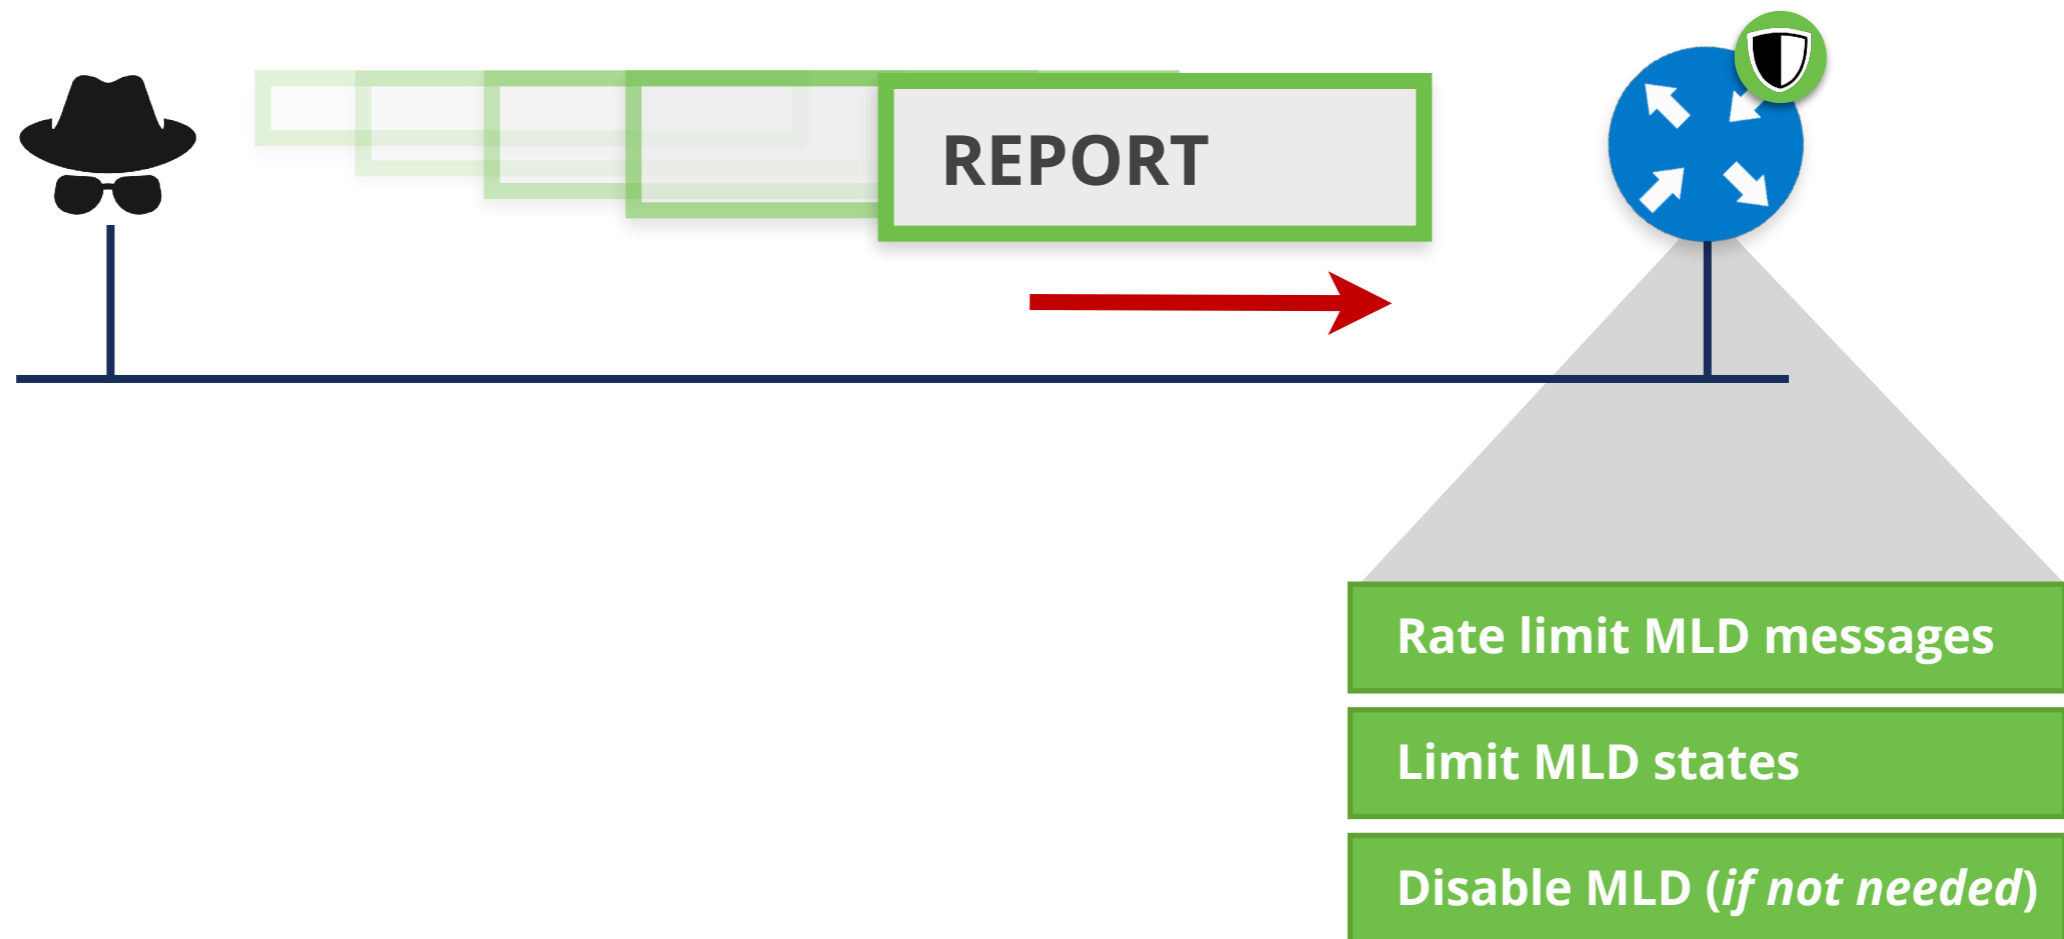 REPORT
Rate limit MLD messages
Limit MLD states
Disable MLD (if not needed)